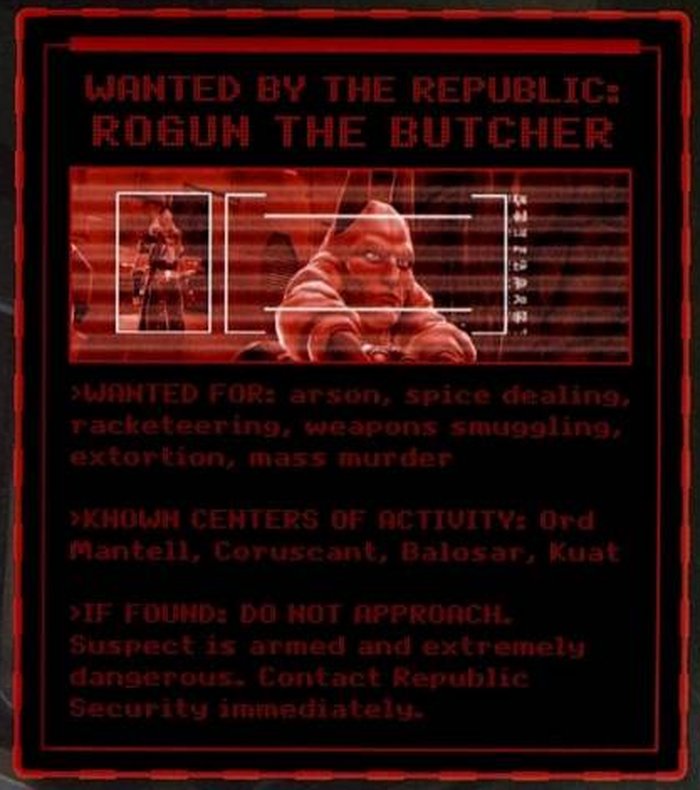 WANTED BY THE REPUBLIC:
ROGUN THE BUTCHER
>WANTED FOR: arson, spice dealing,
racketeering, weapons smuggling,
extortion, mass murder
>KNOWN CENTERS OF ACTIVITY: Ord
Mantell, Coruscant, Balosar, Kuat
>IF FOUND: DO NOT APPROACH.
Suspect is armed and extremely
dangerous. Contact Republic
Security immediately.